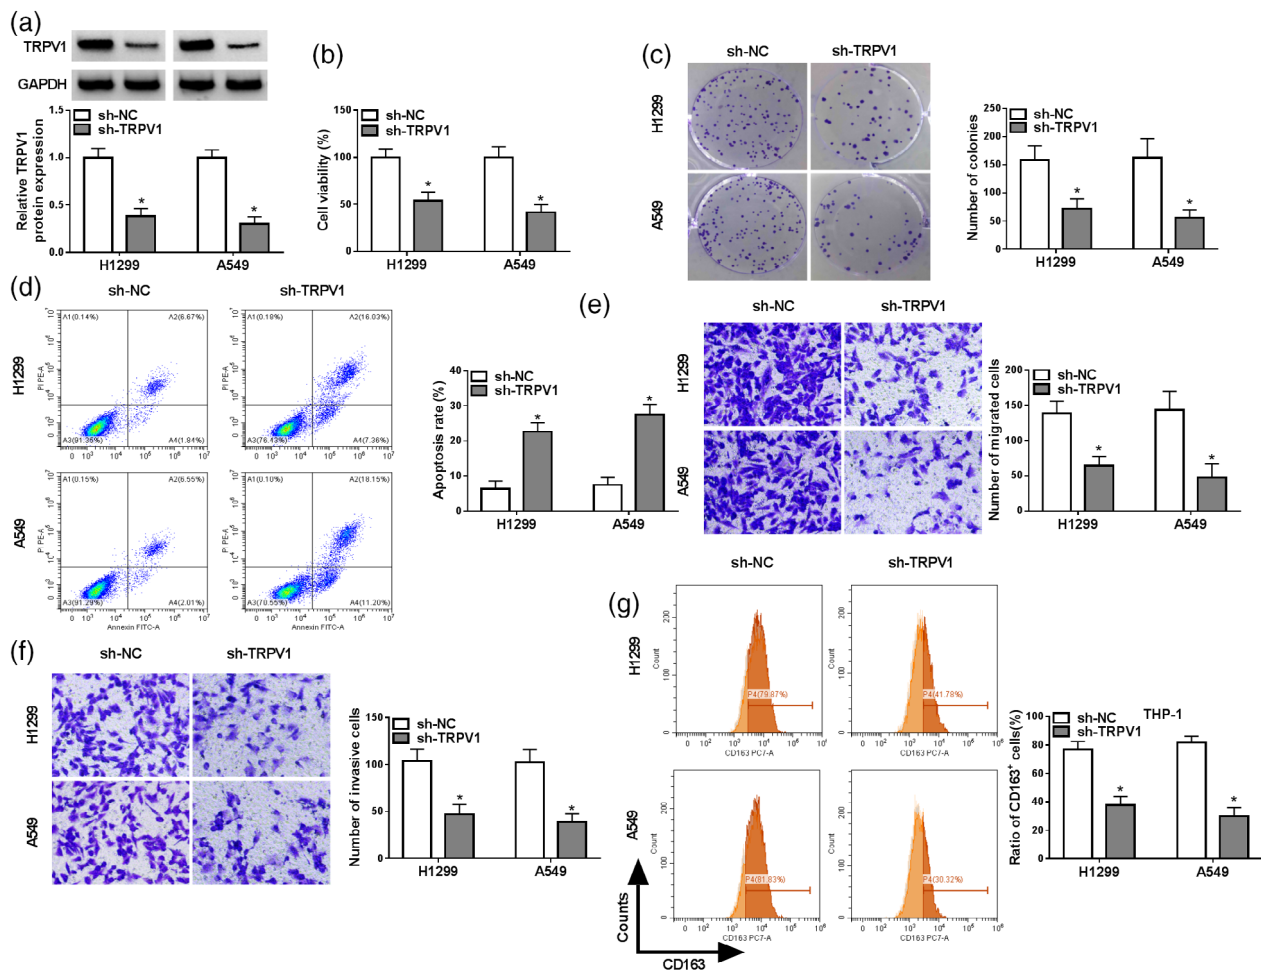 (a)
TRPV1
GAPDH
sh-NC
sh-TRPV1
Relative TRPV1
protein expression
1.5
1.0
0.5
0.0
H1299
A549
(b)
sh-NC
sh-TRPV1
Cell viability (%)
150
100
50
0
H1299
A549
(c)
sh-NC
sh-TRPV1
H1299
A549
sh-NC
sh-TRPV1
Number of colonies
250
200
150
100
50
0
H1299
A549
(d)
sh-NC
sh-TRPV1
H1299
A1(0.14%)
A2(6.67%)
A3(91.35%)
A4(1.84%)
PI PE-A
A1(0.18%)
A2(16.03%)
A3(76.43%)
A4(7.36%)
PI PE-A
A549
A1(0.15%)
A2(6.55%)
A3(91.29%)
A4(2.01%)
Annexin FITC-A
A1(0.10%)
A2(18.15%)
A3(70.55%)
A4(11.20%)
Annexin FITC-A
sh-NC
sh-TRPV1
Apoptosis rate (%)
40
30
20
10
0
H1299
A549
(e)
sh-NC
sh-TRPV1
H1299
A549
sh-NC
sh-TRPV1
Number of migrated cells
200
150
100
50
0
H1299
A549
(f)
sh-NC
sh-TRPV1
H1299
A549
sh-NC
sh-TRPV1
Number of invasive cells
150
100
50
0
H1299
A549
(g)
sh-NC
sh-TRPV1
H1299
Count
P4(79.87%)
CD163 PC7-A
Count
P4(41.78%)
CD163 PC7-A
A549
Count
P4(81.83%)
CD163 PC7-A
Count
P4(30.32%)
CD163 PC7-A
Counts
CD163
THP-1
sh-NC
sh-TRPV1
Ratio of CD163+ cells(%)
100
80
60
40
20
0
H1299
A549